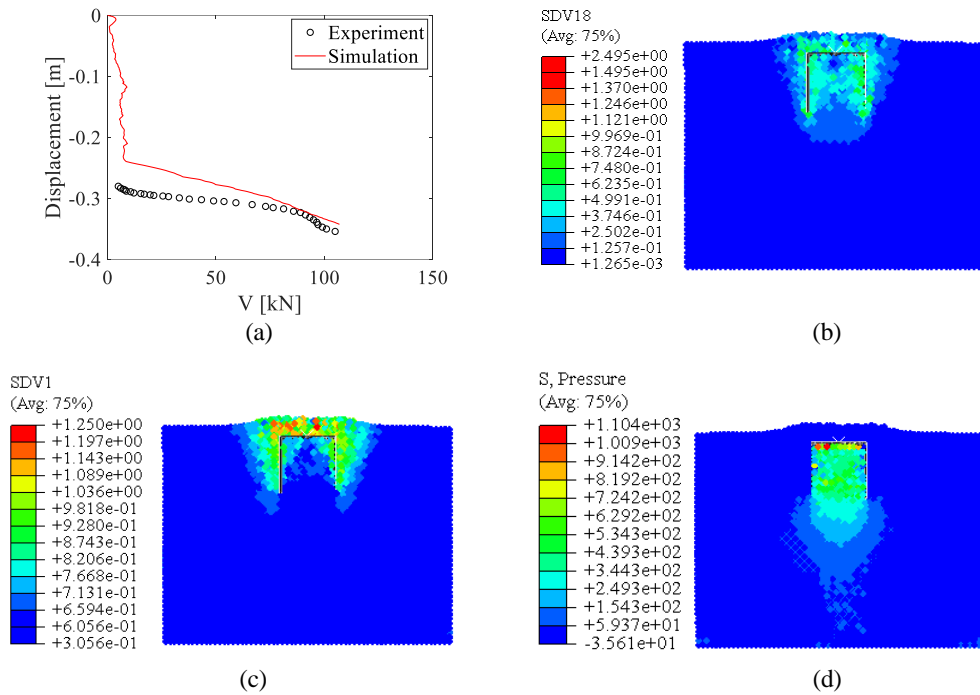 0
-0.1
-0.2
-0.3
-0.4
Displacement [m]
Experiment
Simulation
0 50 100 150
V [kN]
(a)
SDV18
(Avg: 75%)
+2.495e+00
+1.495e+00
+1.370e+00
+1.246e+00
+1.121e+00
+9.969e-01
+8.724e-01
+7.480e-01
+6.235e-01
+4.991e-01
+3.746e-01
+2.502e-01
+1.257e-01
+1.265e-03
(b)
SDV1
(Avg: 75%)
+1.250e+00
+1.197e+00
+1.143e+00
+1.089e+00
+1.036e+00
+9.818e-01
+9.280e-01
+8.743e-01
+8.206e-01
+7.668e-01
+7.131e-01
+6.594e-01
+6.056e-01
+3.056e-01
(c)
S, Pressure
(Avg: 75%)
+1.104e+03
+1.009e+03
+9.142e+02
+8.192e+02
+7.242e+02
+6.292e+02
+5.343e+02
+4.393e+02
+3.443e+02
+2.493e+02
+1.543e+02
+5.937e+01
-3.561e+01
(d)